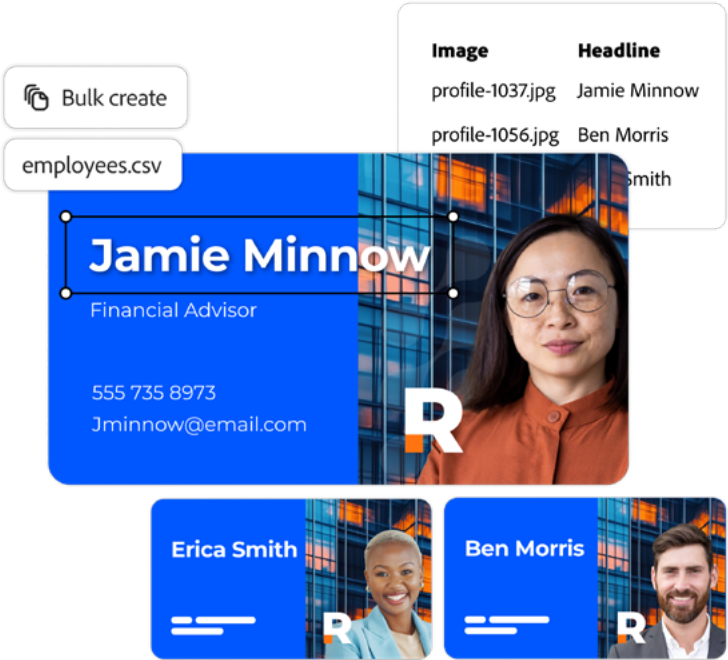 Image Headline
profile-1037.jpg Jamie Minnow
profile-1056.jpg Ben Morris
Smith
Bulk create
employees.csv
Jamie Minnow
Financial Advisor
555 735 8973
Jminnow@email.com
R
Erica Smith
R
Ben Morris
R